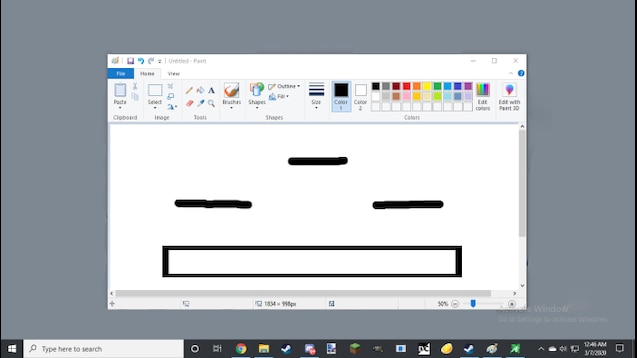 Untitled - Paint
File Home View
Paste
Select
Brushes
Shapes
Outline
Fill
Size
Color 1
Color 2
Edit colors
Edit with Paint 3D
Clipboard Image Tools Shapes Colors
1834 × 998px
50%
Activate Windows
Go to Settings to activate Windows.
Type here to search
12:46 AM
3/7/2020